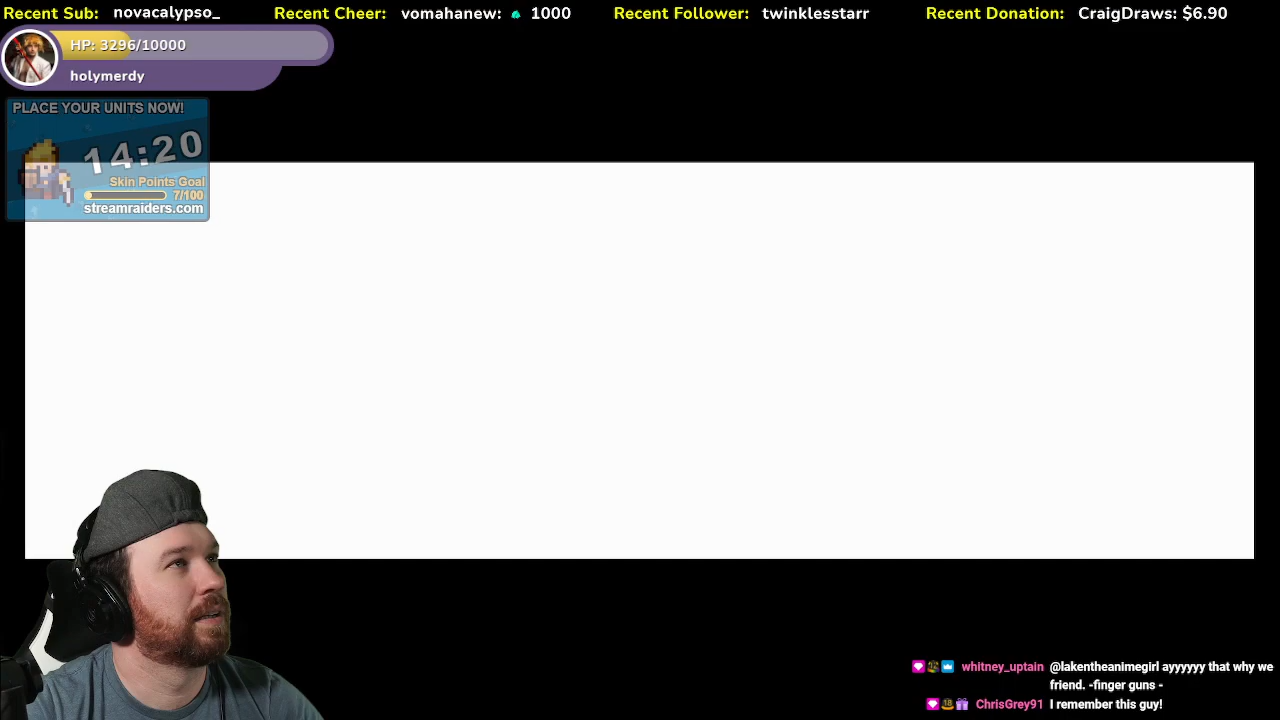 Recent Sub: novacalypso_ Recent Cheer: vomahanew: 1000 Recent Follower: twinklesstarr Recent Donation: CraigDraws: $6.90
HP: 3296/10000
holymerdy
PLACE YOUR UNITS NOW!
14:20
Skin Points Goal
7/100
streamraiders.com
whitney_uptain @lakentheanimegirl ayyyyyy that why we
friend. -finger guns -
18 ChrisGrey91 I remember this guy!